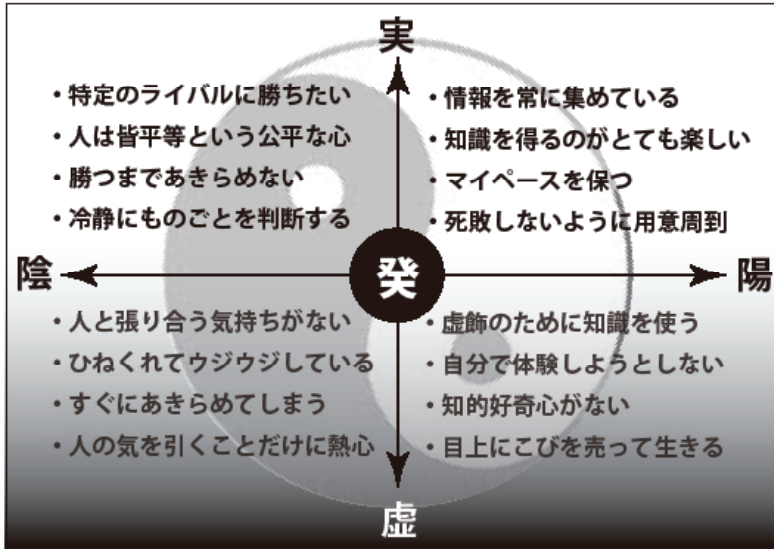 実
・特定のライバルに勝ちたい
・人は皆平等という公平な心
・勝つまであきらめない
・冷静にものごとを判断する
・情報を常に集めている
・知識を得るのがとても楽しい
・マイペースを保つ
・死敗しないように用意周到
陰
癸
陽
・人と張り合う気持ちがない
・ひねくれてウジウジしている
・すぐにあきらめてしまう
・人の気を引くことだけに熱心
・虚飾のために知識を使う
・自分で体験しようとしない
・知的好奇心がない
・目上にこびを売って生きる
虚